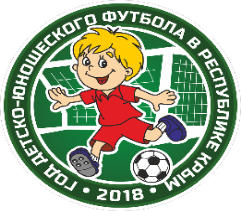 ГОД ДЕТСКО-ЮНОШЕСКОГО ФУТБОЛА В РЕСПУБЛИКЕ КРЫМ
• 2018 •